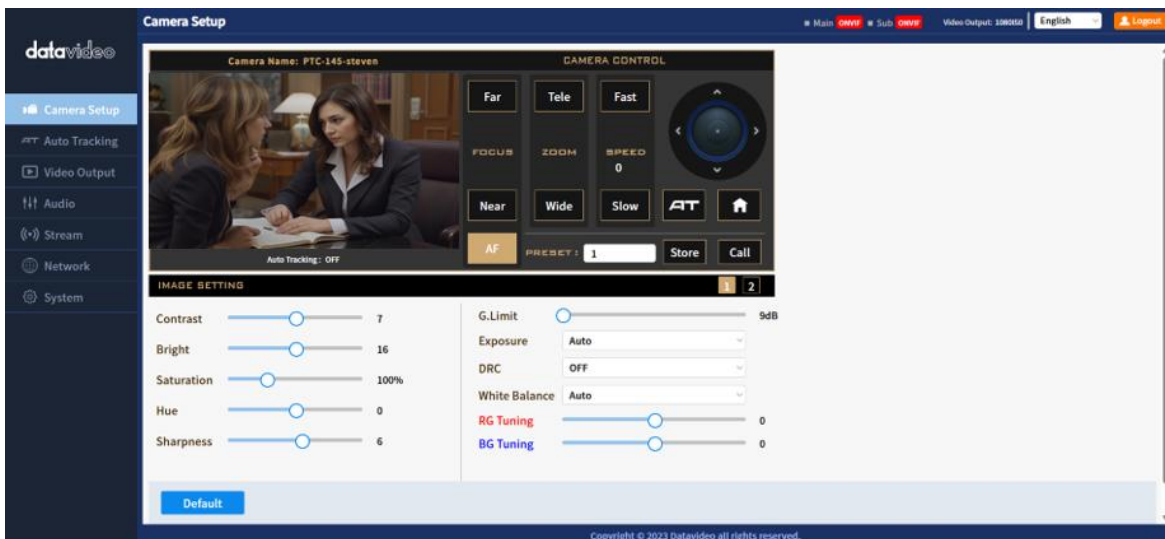 Camera Setup
Main ONVIF Sub ONVIF Video Output: 1080I50 English Logout
datavideo
Camera Name: PTC-145-steven
CAMERA CONTROL
Camera Setup
AT Auto Tracking
Video Output
Audio
Stream
Network
System
Far Tele Fast
FOCUS ZOOM SPEED
0
Near Wide Slow AT
AF PRESET : 1 Store Call
Auto Tracking : OFF
IMAGE SETTING 1 2
Contrast 7
Bright 16
Saturation 100%
Hue 0
Sharpness 6
G.Limit 9dB
Exposure Auto
DRC OFF
White Balance Auto
RG Tuning 0
BG Tuning 0
Default
Copyright © 2023 Datavideo all rights reserved.